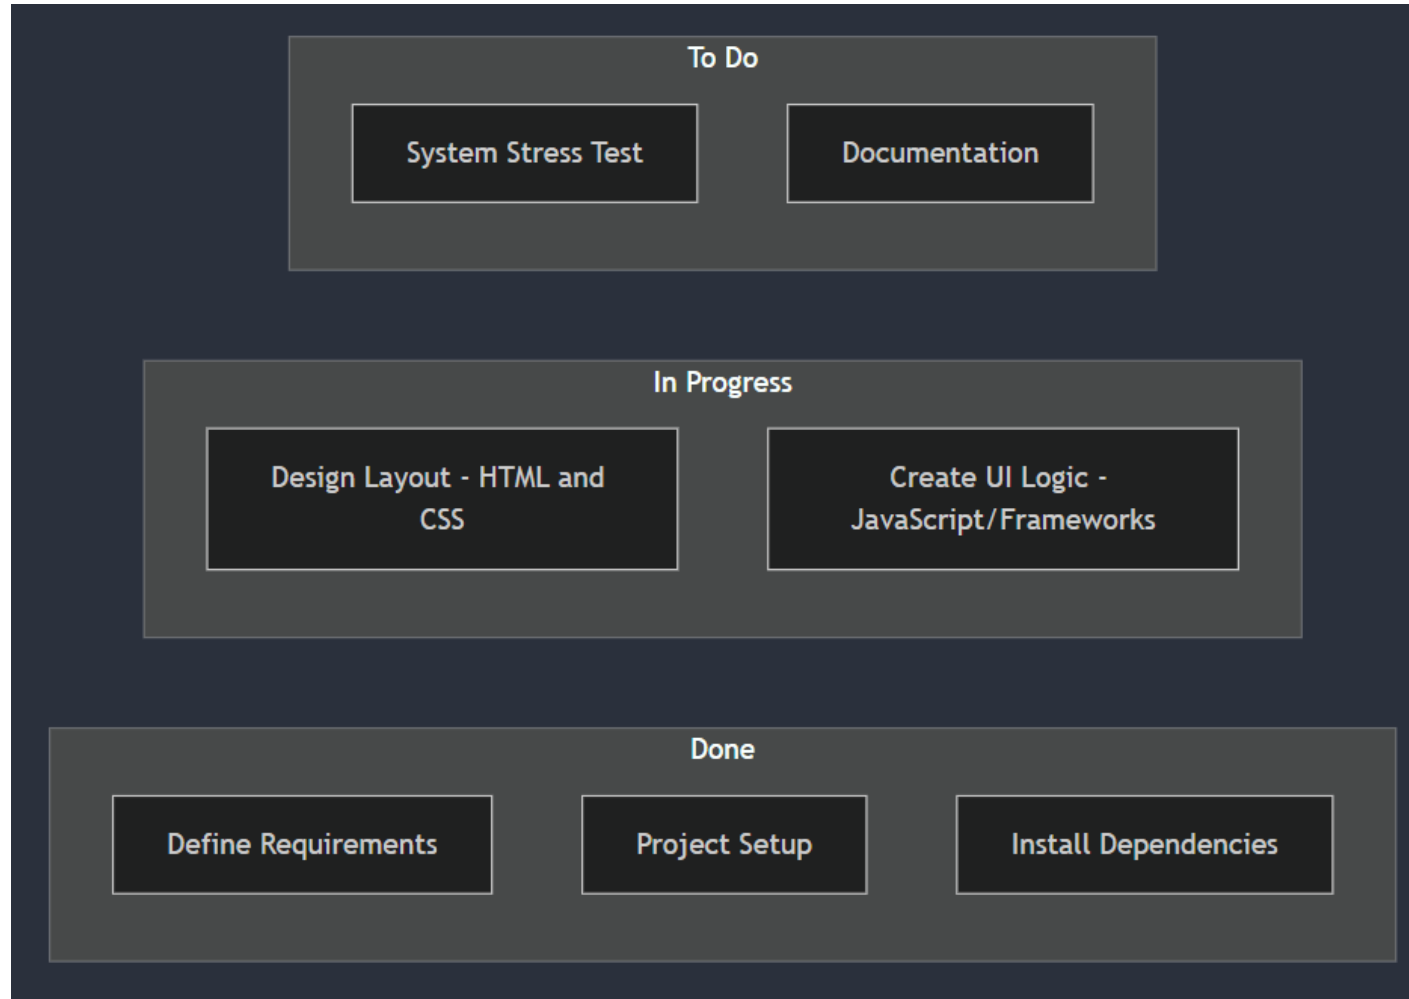 To Do
System Stress Test
Documentation
In Progress
Design Layout - HTML and
CSS
Create UI Logic -
JavaScript/Frameworks
Done
Define Requirements
Project Setup
Install Dependencies